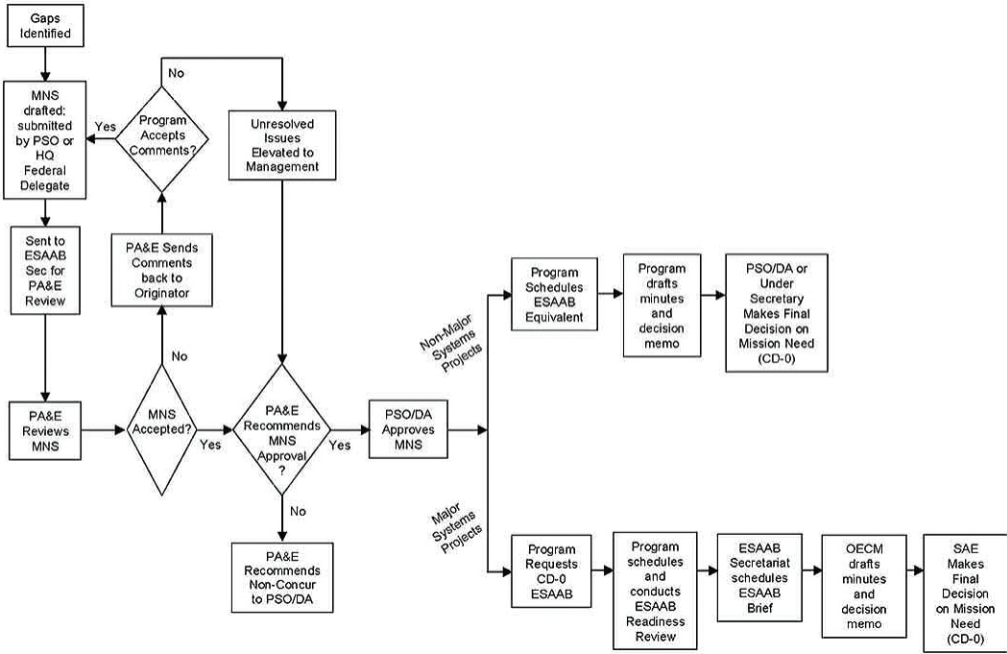 Gaps
Identified
MNS
drafted;
submitted
by PSO or
HQ
Federal
Delegate
Yes
Program
Accepts
Comments?
No
Unresolved
Issues
Elevated to
Management
Sent to
ESAAB
Sec for
PA&E
Review
PA&E Sends
Comments
back to
Originator
No
PA&E
Reviews
MNS
MNS
Accepted?
Yes
PA&E
Recommends
MNS
Approval
?
Yes
No
PA&E
Recommends
Non-Concur
to PSO/DA
PSO/DA
Approves
MNS
Non-Major
Systems
Projects
Program
Schedules
ESAAB
Equivalent
Program
drafts
minutes
and
decision
memo
PSO/DA or
Under
Secretary
Makes Final
Decision on
Mission Need
(CD-0)
Major
Systems
Projects
Program
Requests
CD-0
ESAAB
Program
schedules
and
conducts
ESAAB
Readiness
Review
ESAAB
Secretariat
schedules
ESAAB
Brief
OECM
drafts
minutes
and
decision
memo
SAE
Makes
Final
Decision
on Mission
Need
(CD-0)